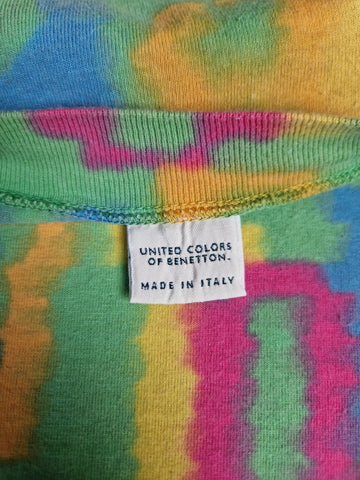 UNITED COLORS
OF BENETTON.
MADE IN ITALY